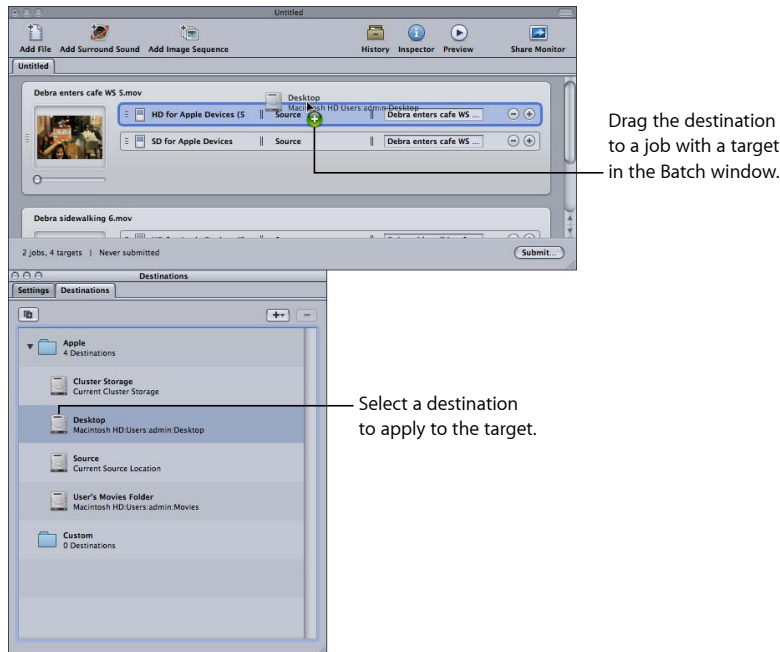 Untitled
Add File Add Surround Sound Add Image Sequence History Inspector Preview Share Monitor
Untitled
Debra enters cafe WS 5.mov
Desktop
Macintosh HD:Users:admin:Desktop
HD for Apple Devices (5 Source Debra enters cafe WS ...
SD for Apple Devices Source Debra enters cafe WS ...
Debra sidewalking 6.mov
2 jobs, 4 targets | Never submitted Submit...
Drag the destination
to a job with a target
in the Batch window.
Destinations
Settings Destinations
Apple
4 Destinations
Cluster Storage
Current Cluster Storage
Desktop
Macintosh HD:Users:admin:Desktop
Source
Current Source Location
User's Movies Folder
Macintosh HD:Users:admin:Movies
Custom
0 Destinations
Select a destination
to apply to the target.